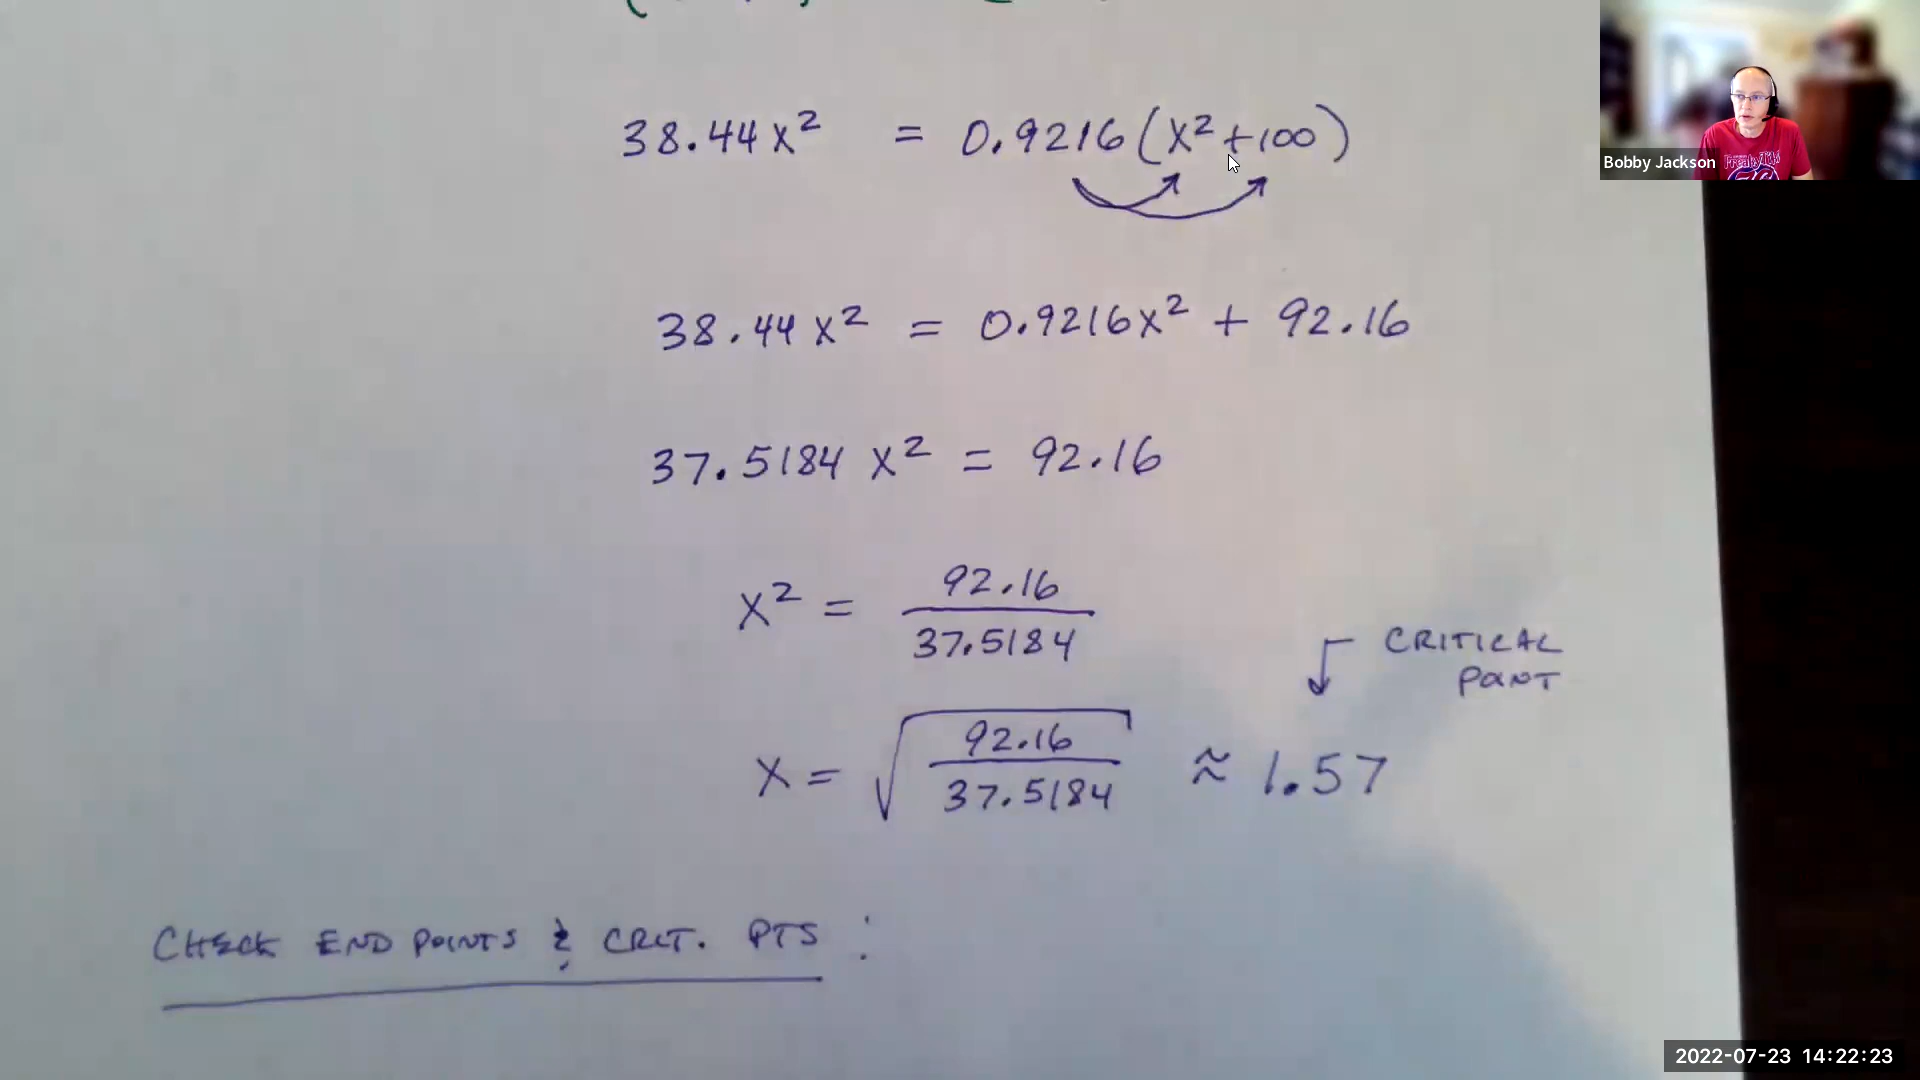 38.44x² = 0.9216(x²+100)
Bobby Jackson
38.44x² = 0.9216x² + 92.16
37.5184 x² = 92.16
x² = 92.16 / 37.5184
CRITICAL
POINT
x = √(92.16 / 37.5184) ≈ 1.57
CHECK END POINTS & CRIT. PTS :
2022-07-23 14:22:23